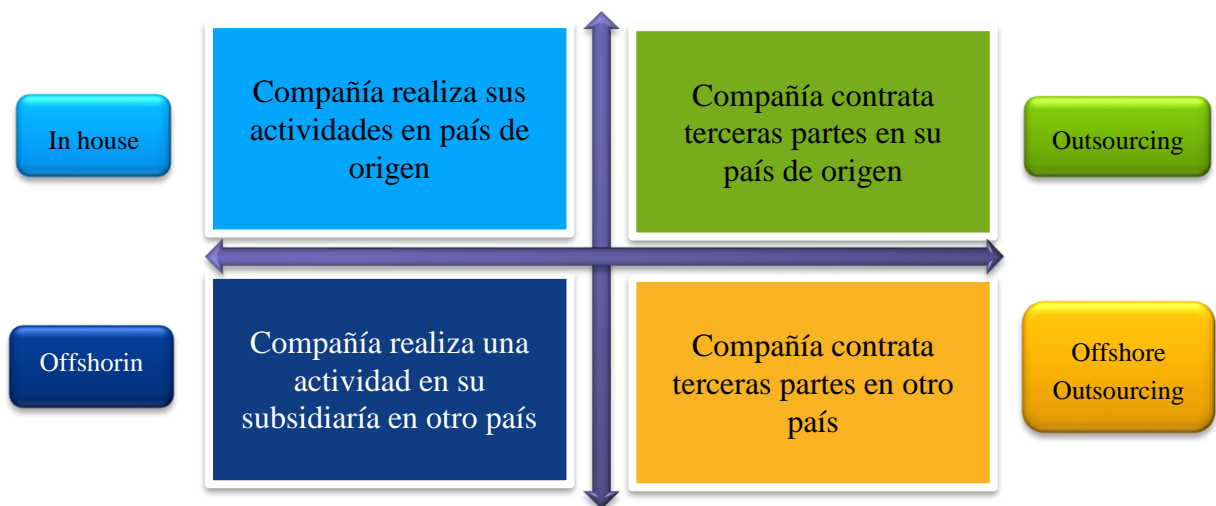 In house
Compañía realiza sus
actividades en país de
origen
Compañía contrata
terceras partes en su
país de origen
Outsourcing
Offshorin
Compañía realiza una
actividad en su
subsidiaría en otro país
Compañía contrata
terceras partes en otro
país
Offshore
Outsourcing